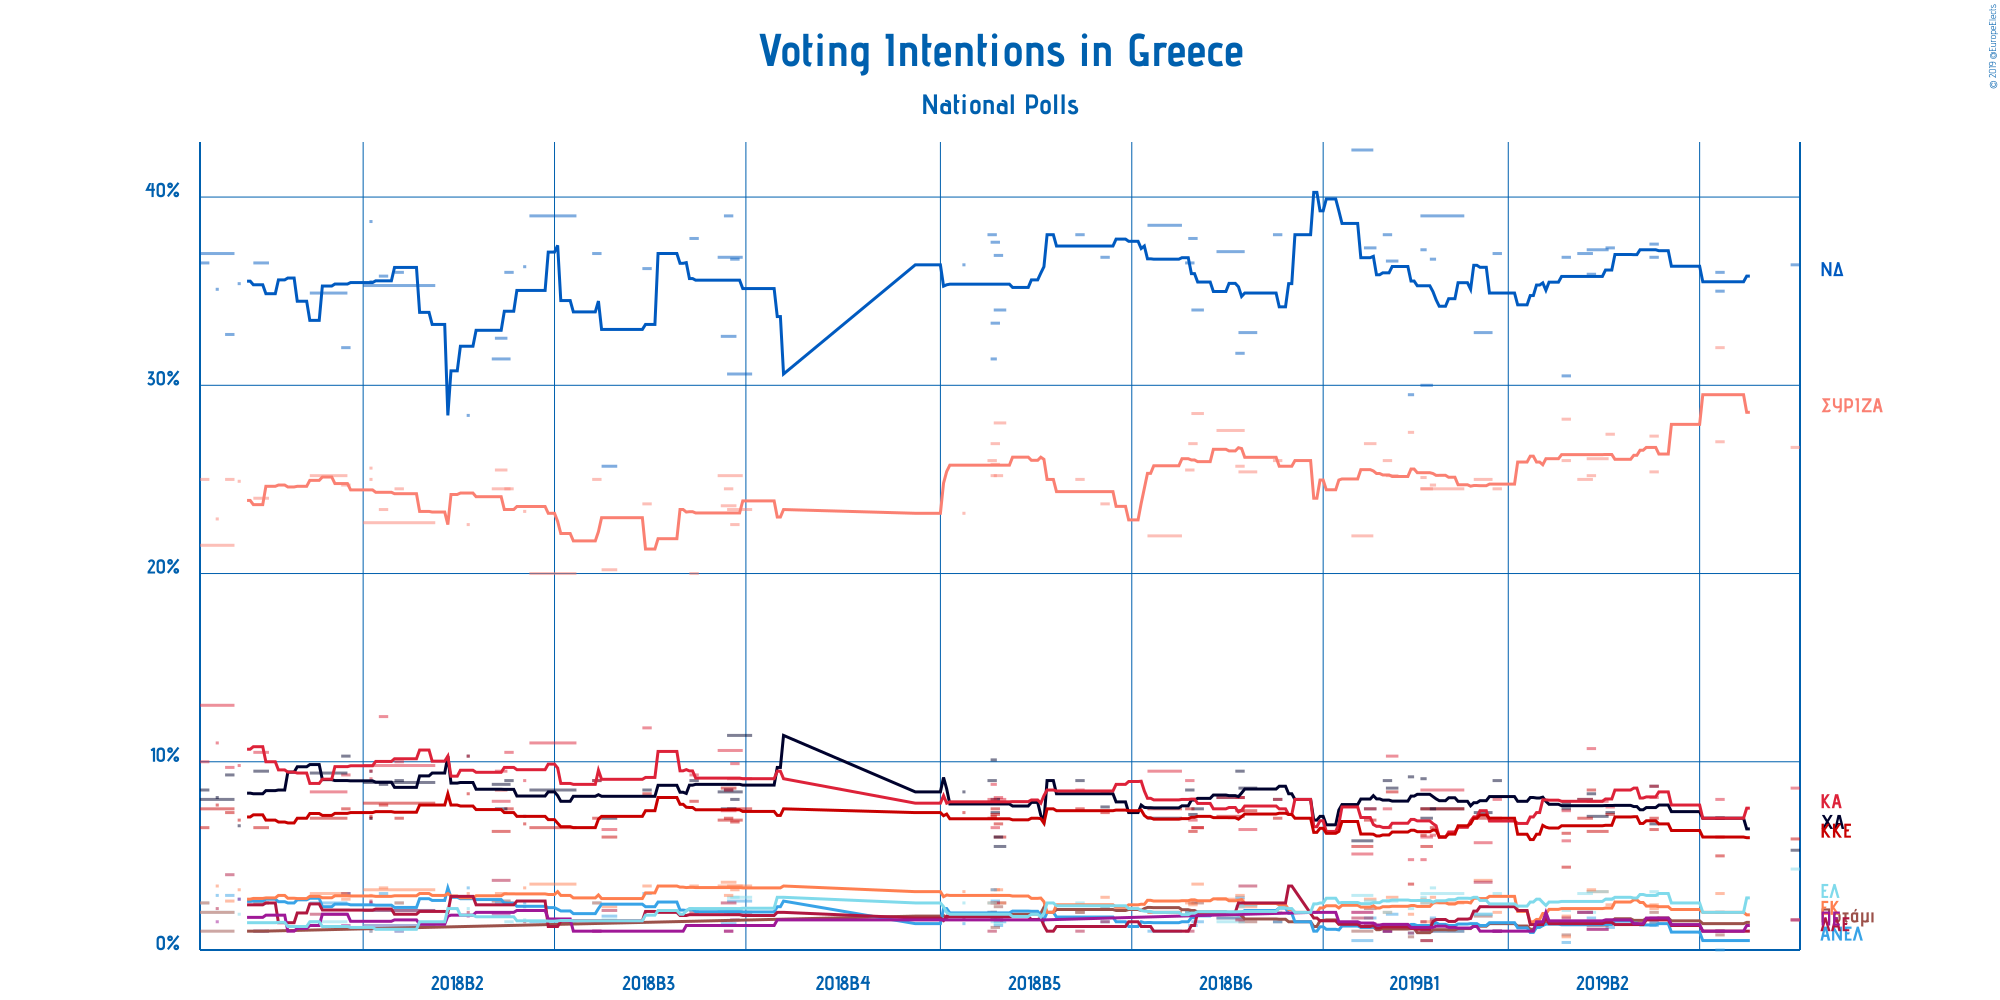 © 2019 @EuropeElects
Voting Intentions in Greece
National Polls
40%
30%
20%
10%
0%
ΝΔ
ΣΥΡΙΖΑ
ΚΑ
ΧΑ
ΚΚΕ
ΕΛ
ΕΚ
Ποτάμι
ΛΑΕ
ΑΝΕΛ
2018B2
2018B3
2018B4
2018B5
2018B6
2019B1
2019B2